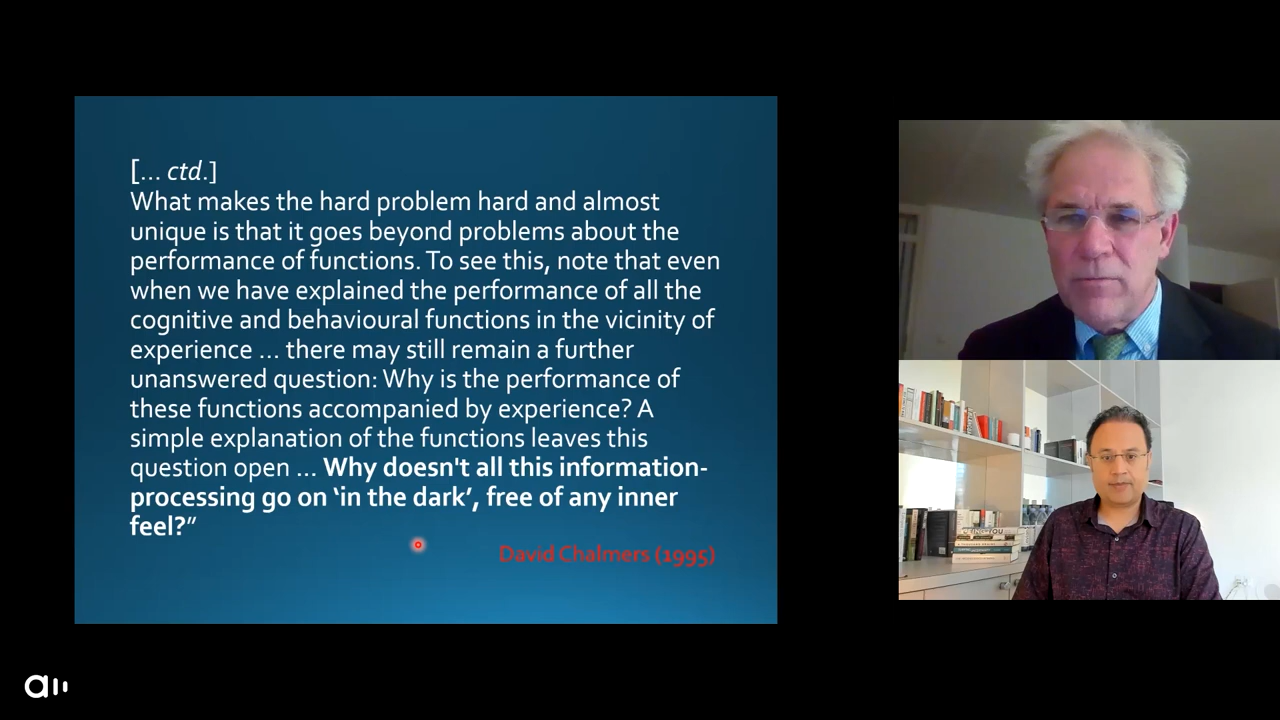 [... ctd.]
What makes the hard problem hard and almost
unique is that it goes beyond problems about the
performance of functions. To see this, note that even
when we have explained the performance of all the
cognitive and behavioural functions in the vicinity of
experience ... there may still remain a further
unanswered question: Why is the performance of
these functions accompanied by experience? A
simple explanation of the functions leaves this
question open ... Why doesn't all this information-
processing go on ‘in the dark’, free of any inner
feel?”
David Chalmers (1995)